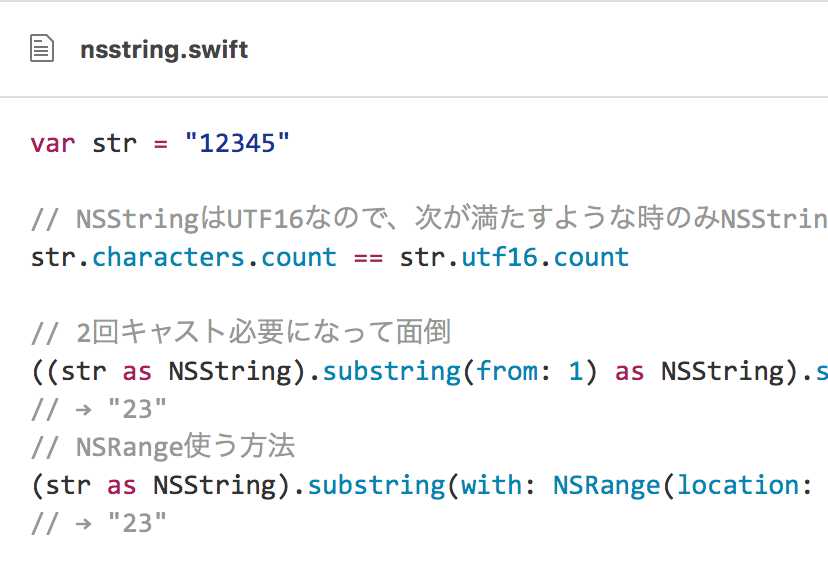 nsstring.swift
var str = "12345"
// NSStringはUTF16なので、次が満たすような時のみNSStrin
str.characters.count == str.utf16.count
// 2回キャスト必要になって面倒
((str as NSString).substring(from: 1) as NSString).s
// → "23"
// NSRange使う方法
(str as NSString).substring(with: NSRange(location:
// → "23"